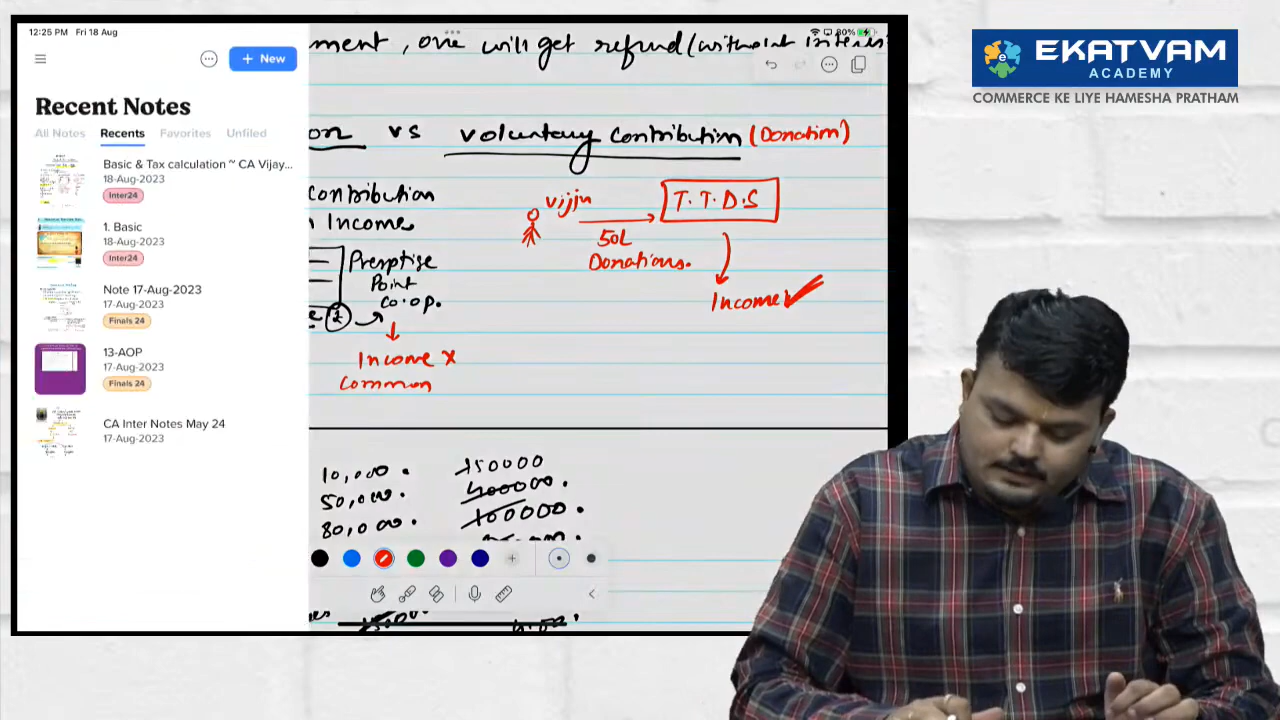 12:25 PM Fri 18 Aug
80%
+ New
Recent Notes
All Notes Recents Favorites Unfiled
Basic & Tax calculation ~ CA Vijay...
18-Aug-2023
Inter24
1. Basic
18-Aug-2023
Inter24
Note 17-Aug-2023
17-Aug-2023
Finals 24
13-AOP
17-Aug-2023
Finals 24
CA Inter Notes May 24
17-Aug-2023
ment, one will get refund (without
on vs voluntary contribution (Donation)
contribution
Income
Point
co.op.
Income x
Common
vijju
50L
Donations.
T.T.D.S
Income
10,000 .
50,000 .
80,000 .
150000
400000 .
100000 .
EKATVAM
ACADEMY
COMMERCE KE LIYE HAMESHA PRATHAM